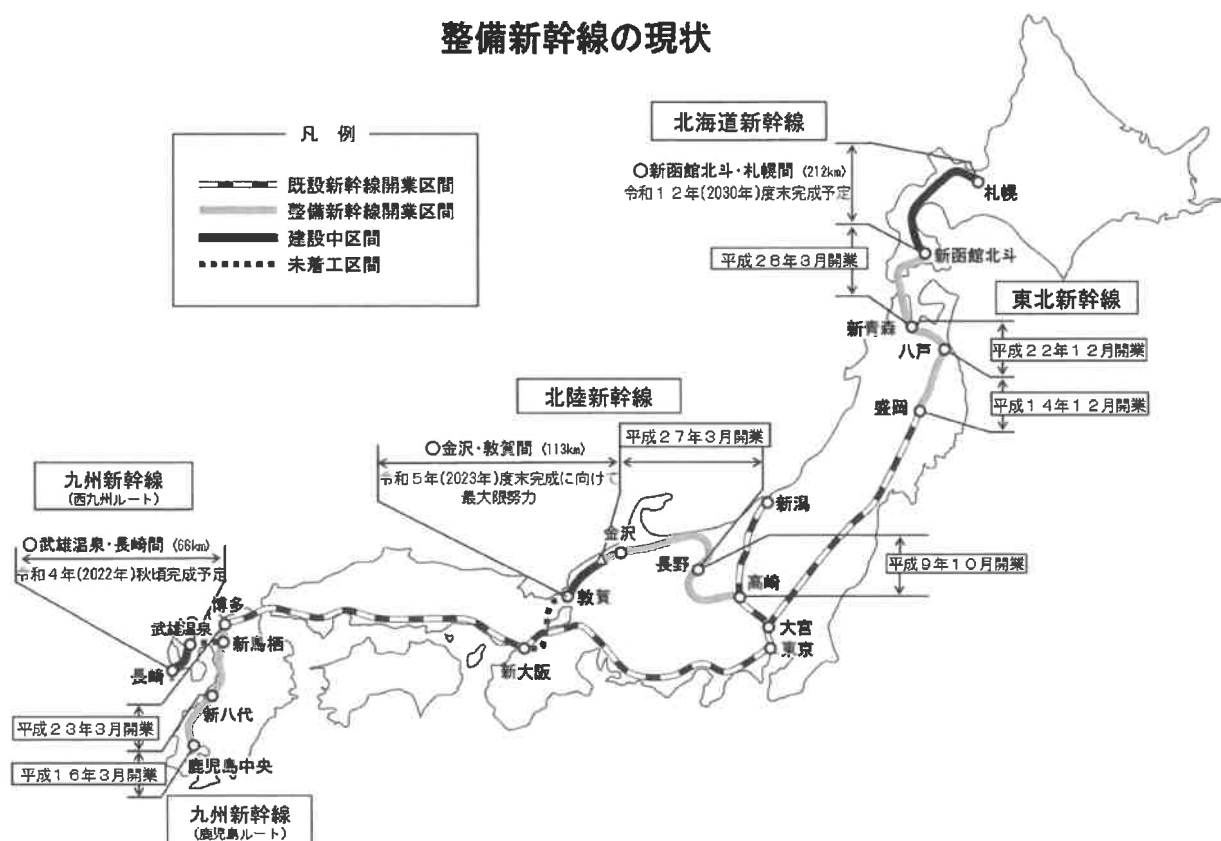 整備新幹線の現状
凡 例
既設新幹線開業区間
整備新幹線開業区間
建設中区間
未着工区間
北海道新幹線
○新函館北斗・札幌間 (212km)
令和12年(2030年)度末完成予定
札幌
平成28年3月開業
新函館北斗
東北新幹線
新青森
八戸
平成22年12月開業
盛岡
平成14年12月開業
北陸新幹線
○金沢・敦賀間 (113km)
令和5年(2023年)度末完成に向けて
最大限努力
平成27年3月開業
九州新幹線
(西九州ルート)
○武雄温泉・長崎間 (66km)
令和4年(2022年)秋頃完成予定
新潟
金沢
長野
高崎
平成9年10月開業
敦賀
大宮
東京
新大阪
博多
武雄温泉
新鳥栖
長崎
新八代
平成23年3月開業
鹿児島中央
平成16年3月開業
九州新幹線
(鹿児島ルート)